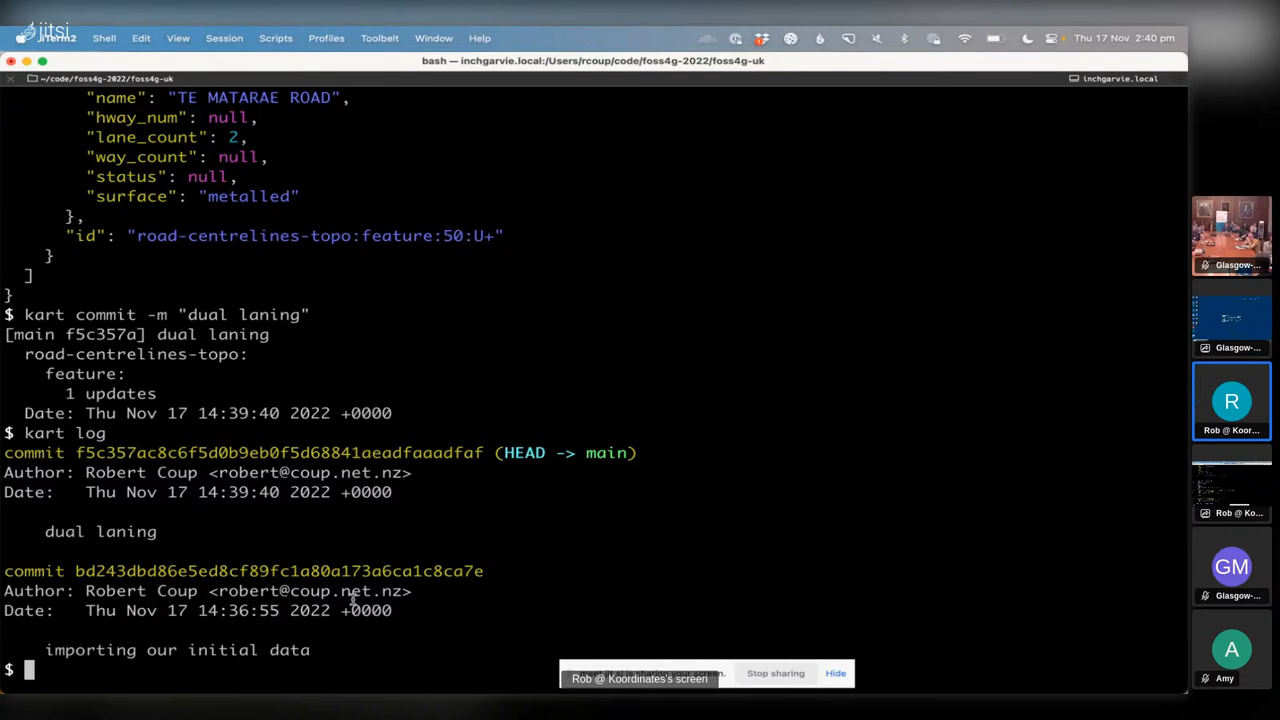 jitsi
iTerm2 Shell Edit View Session Scripts Profiles Toolbelt Window Help Thu 17 Nov 2:40 pm
bash — inchgarvie.local:/Users/rcoup/code/foss4g-2022/foss4g-uk
~/code/foss4g-2022/foss4g-uk inchgarvie.local
"name": "TE MATARAE ROAD",
"hway_num": null,
"lane_count": 2,
"way_count": null,
"status": null,
"surface": "metalled"
},
"id": "road-centrelines-topo:feature:50:U+"
}
]
}
$ kart commit -m "dual laning"
[main f5c357a] dual laning
road-centrelines-topo:
feature:
1 updates
Date: Thu Nov 17 14:39:40 2022 +0000
$ kart log
commit f5c357ac8c6f5d0b9eb0f5d68841aeadfaaadfaf (HEAD -> main)
Author: Robert Coup <robert@coup.net.nz>
Date: Thu Nov 17 14:39:40 2022 +0000
dual laning
commit bd243dbd86e5ed8cf89fc1a80a173a6ca1c8ca7e
Author: Robert Coup <robert@coup.net.nz>
Date: Thu Nov 17 14:36:55 2022 +0000
importing our initial data
$
is sharing your screen. Stop sharing Hide
Rob @ Koordinates's screen
Glasgow-...
Glasgow-...
R
Rob @ Koor...
Rob @ Ko...
GM
Glasgow-...
A
Amy